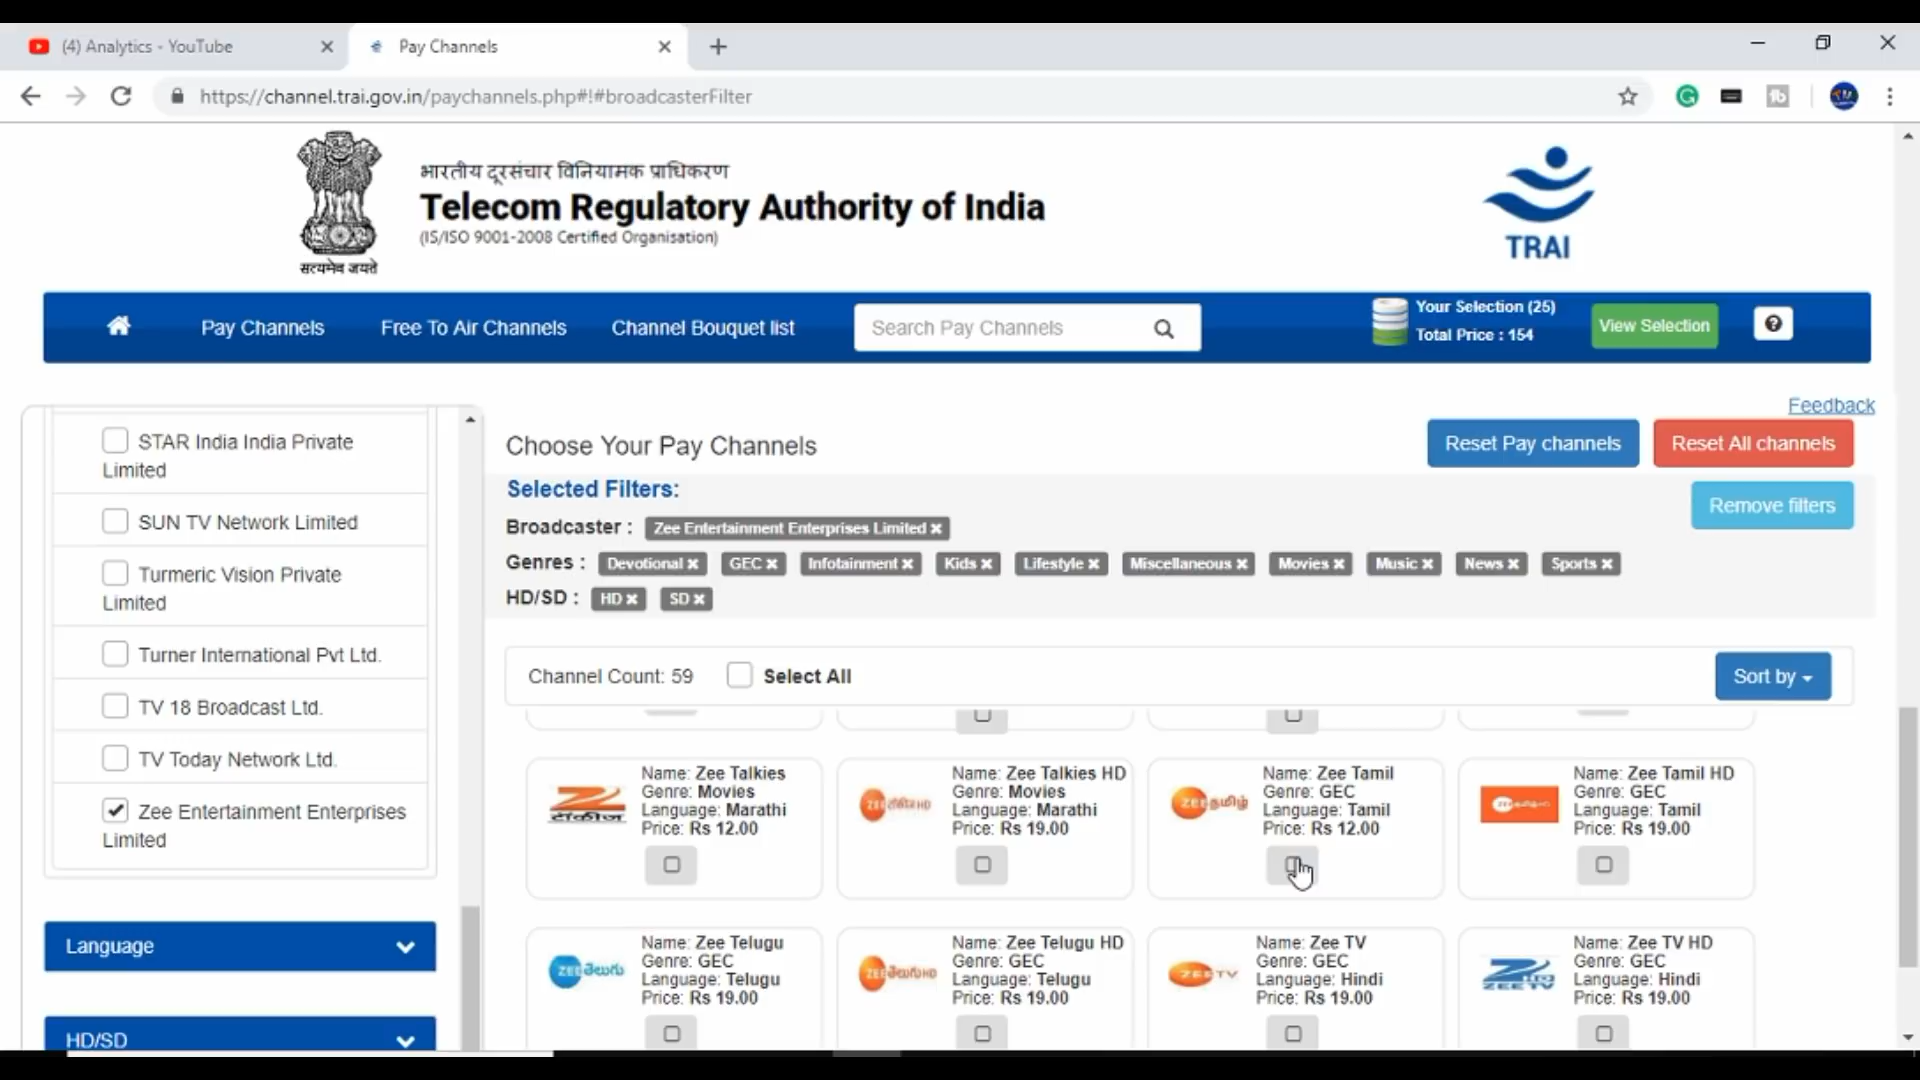 (4) Analytics - YouTube
Pay Channels
https://channel.trai.gov.in/paychannels.php#!#broadcasterFilter
भारतीय दूरसंचार विनियामक प्राधिकरण
Telecom Regulatory Authority of India
(IS/ISO 9001-2008 Certified Organisation)
सत्यमेव जयते
TRAI
Pay Channels
Free To Air Channels
Channel Bouquet list
Search Pay Channels
Your Selection (25)
Total Price : 154
View Selection
Feedback
STAR India India Private
Limited
SUN TV Network Limited
Turmeric Vision Private
Limited
Turner International Pvt Ltd.
TV 18 Broadcast Ltd.
TV Today Network Ltd.
Zee Entertainment Enterprises
Limited
Language
HD/SD
Choose Your Pay Channels
Reset Pay channels
Reset All channels
Selected Filters:
Remove filters
Broadcaster : Zee Entertainment Enterprises Limited
Genres : Devotional GEC Infotainment Kids Lifestyle Miscellaneous Movies Music News Sports
HD/SD : HD SD
Channel Count: 59
Select All
Sort by
टॉकीज
Name: Zee Talkies
Genre: Movies
Language: Marathi
Price: Rs 12.00
Name: Zee Talkies HD
Genre: Movies
Language: Marathi
Price: Rs 19.00
ZEE தமிழ்
Name: Zee Tamil
Genre: GEC
Language: Tamil
Price: Rs 12.00
Name: Zee Tamil HD
Genre: GEC
Language: Tamil
Price: Rs 19.00
ZEE తెలుగు
Name: Zee Telugu
Genre: GEC
Language: Telugu
Price: Rs 19.00
ZEE తెలుగు HD
Name: Zee Telugu HD
Genre: GEC
Language: Telugu
Price: Rs 19.00
ZEE TV
Name: Zee TV
Genre: GEC
Language: Hindi
Price: Rs 19.00
HD
ZEE TV
Name: Zee TV HD
Genre: GEC
Language: Hindi
Price: Rs 19.00